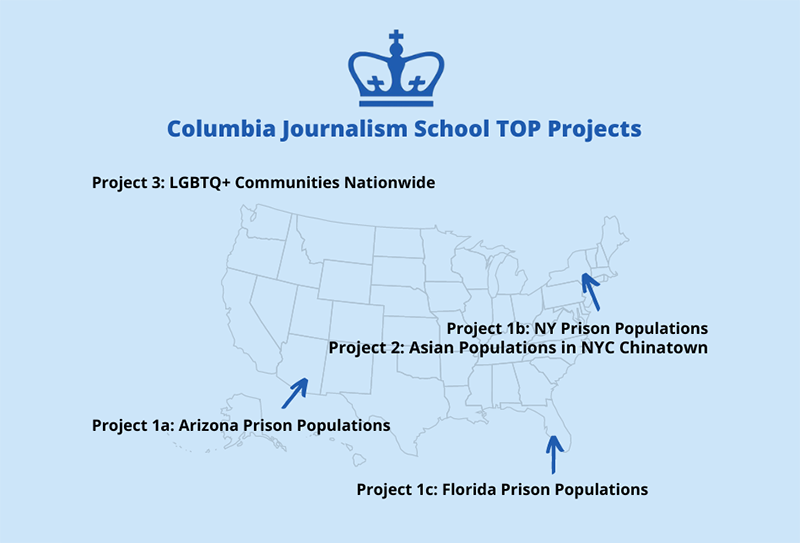 Columbia Journalism School TOP Projects
Project 3: LGBTQ+ Communities Nationwide
Project 1b: NY Prison Populations
Project 2: Asian Populations in NYC Chinatown
Project 1a: Arizona Prison Populations
Project 1c: Florida Prison Populations